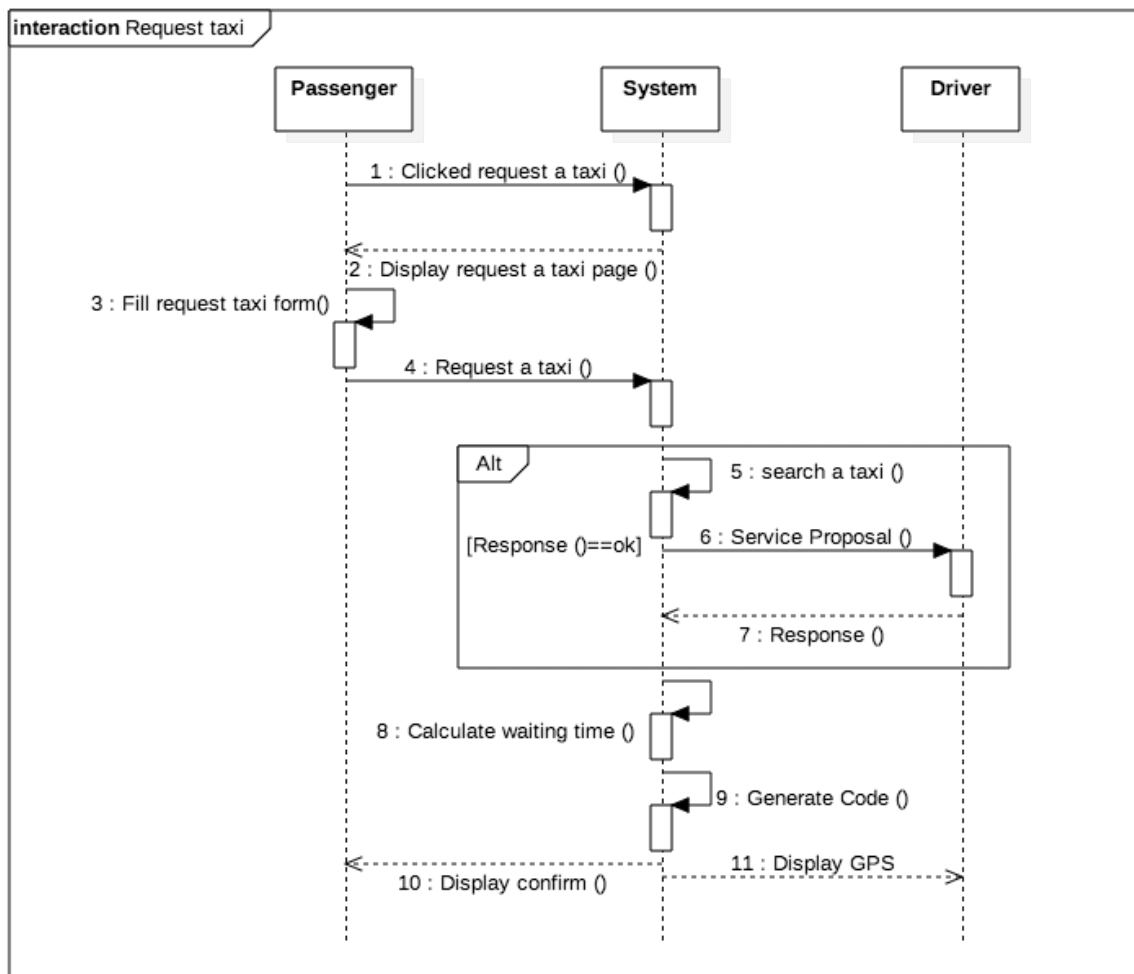 interaction Request taxi
Passenger
System
Driver
1 : Clicked request a taxi ()
2 : Display request a taxi page ()
3 : Fill request taxi form()
4 : Request a taxi ()
Alt
5 : search a taxi ()
[Response ()==ok]
6 : Service Proposal ()
7 : Response ()
8 : Calculate waiting time ()
9 : Generate Code ()
10 : Display confirm ()
11 : Display GPS